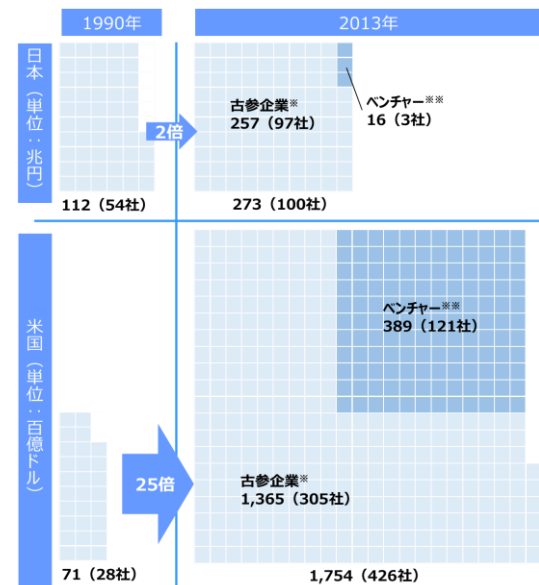 1990年
2013年
日本（単位：兆円）
古参企業※
257（97社）
ベンチャー※※
16（3社）
2倍
112（54社）
273（100社）
米国（単位：百億ドル）
ベンチャー※※
389（121社）
25倍
古参企業※
1,365（305社）
71（28社）
1,754（426社）